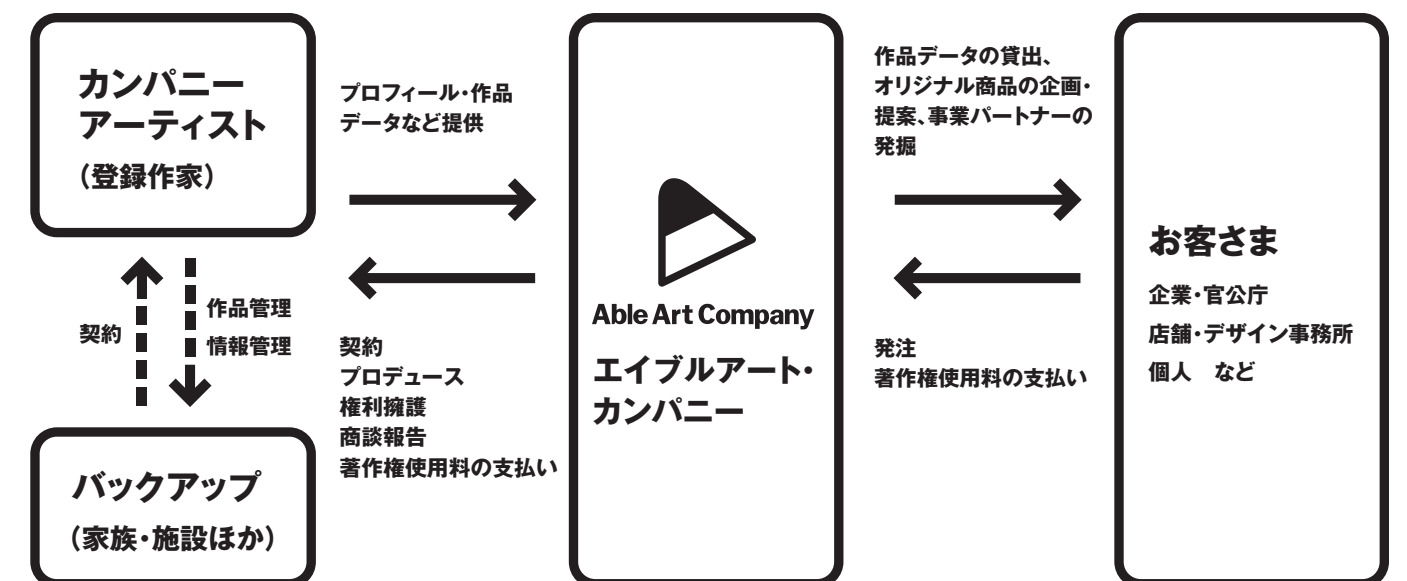 カンパニー
アーティスト
（登録作家）
プロフィール・作品
データなど提供
契約
作品管理
情報管理
契約
プロデュース
権利擁護
商談報告
著作権使用料の支払い
バックアップ
（家族・施設ほか）
Able Art Company
エイブルアート・
カンパニー
作品データの貸出、
オリジナル商品の企画・
提案、事業パートナーの
発掘
発注
著作権使用料の支払い
お客さま
企業・官公庁
店舗・デザイン事務所
個人　など